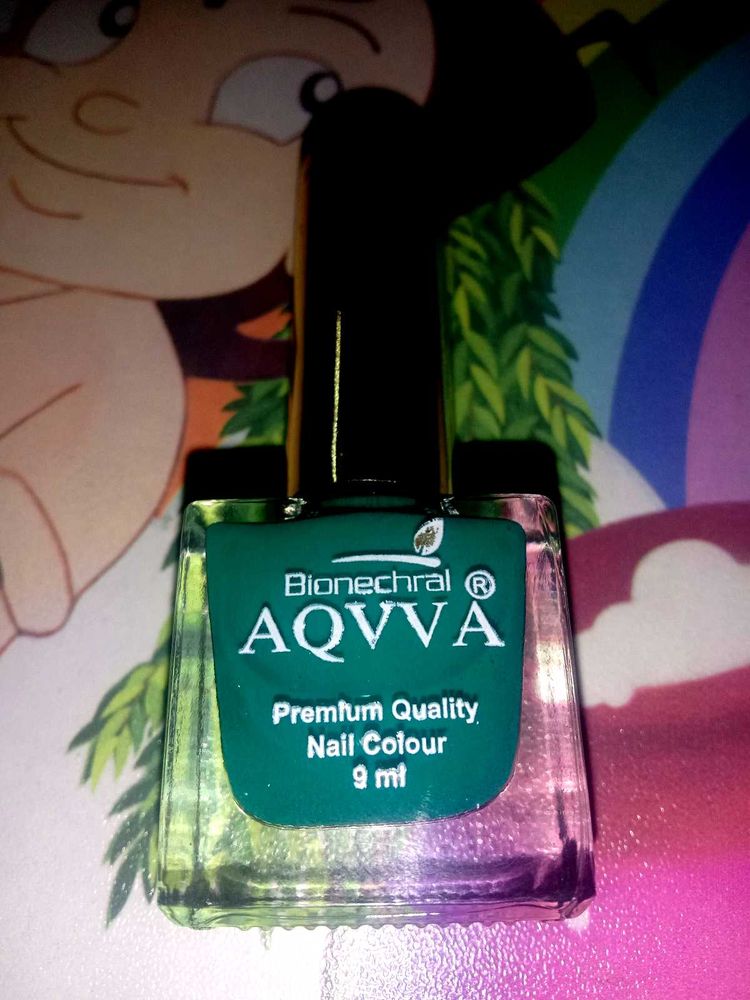 Bionechral ®
AQVVA
Premium Quality
Nail Colour
9 ml